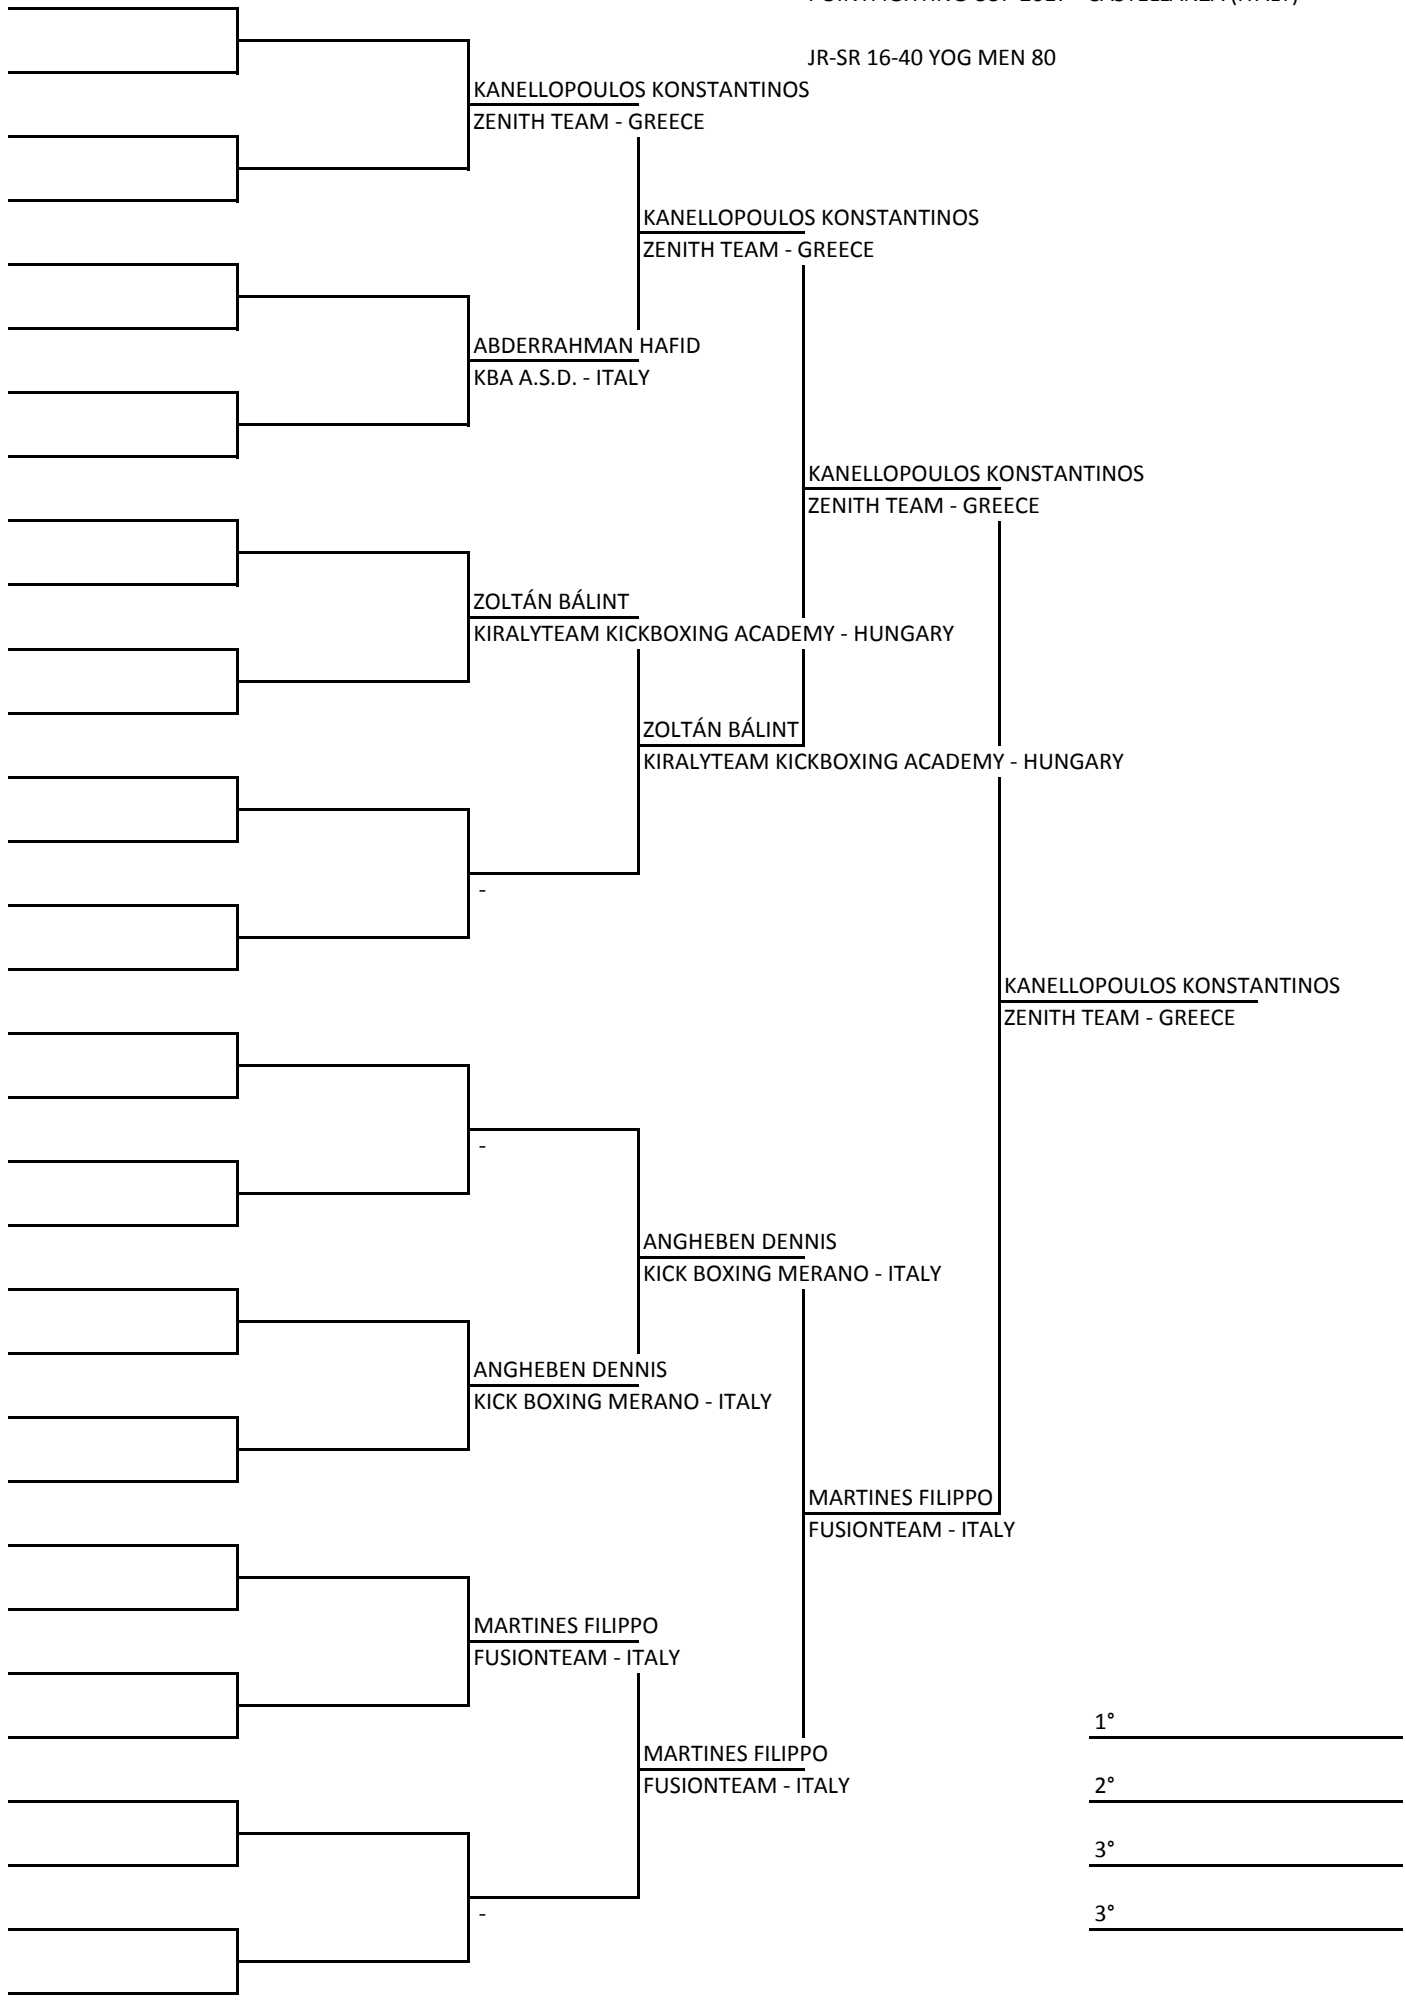 JR-SR 16-40 YOG MEN 80
KANELLOPOULOS KONSTANTINOS
ZENITH TEAM - GREECE
KANELLOPOULOS KONSTANTINOS
ZENITH TEAM - GREECE
ABDERRAHMAN HAFID
KBA A.S.D. - ITALY
KANELLOPOULOS KONSTANTINOS
ZENITH TEAM - GREECE
ZOLTÁN BÁLINT
KIRALYTEAM KICKBOXING ACADEMY - HUNGARY
ZOLTÁN BÁLINT
KIRALYTEAM KICKBOXING ACADEMY - HUNGARY
-
KANELLOPOULOS KONSTANTINOS
ZENITH TEAM - GREECE
-
ANGHEBEN DENNIS
KICK BOXING MERANO - ITALY
ANGHEBEN DENNIS
KICK BOXING MERANO - ITALY
MARTINES FILIPPO
FUSIONTEAM - ITALY
MARTINES FILIPPO
FUSIONTEAM - ITALY
1°
MARTINES FILIPPO
FUSIONTEAM - ITALY
2°
3°
-
3°